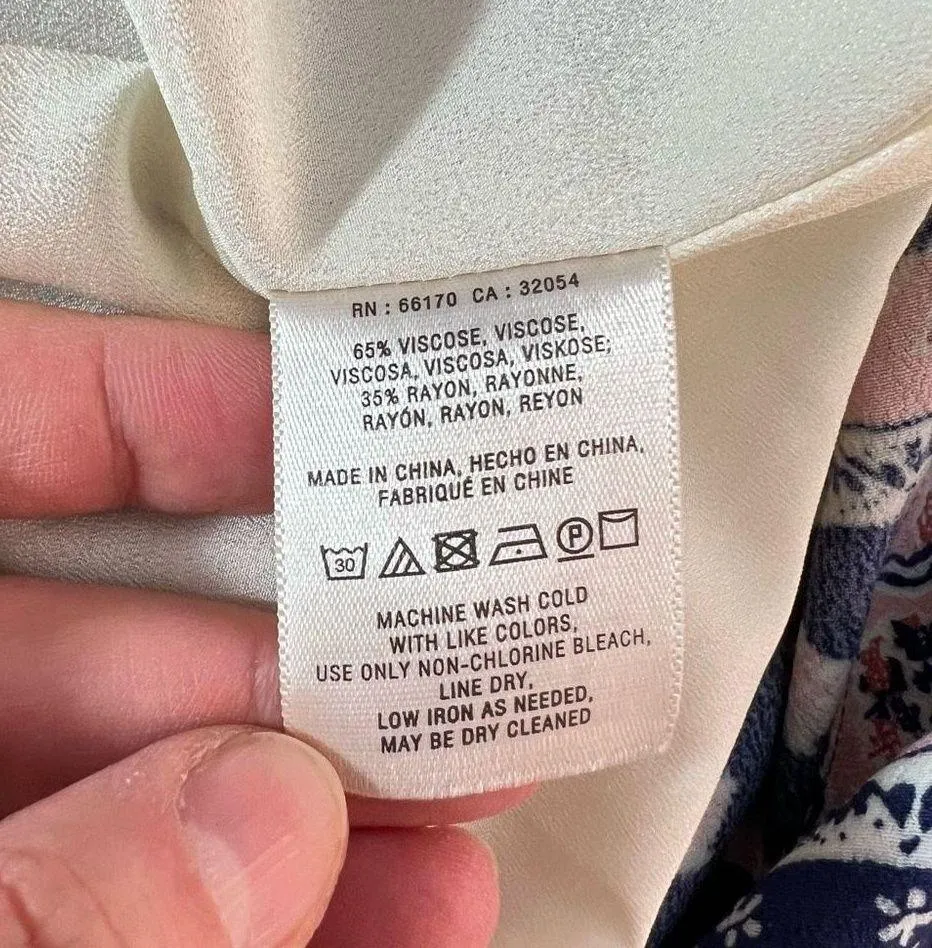 RN : 66170 CA : 32054
65% VISCOSE, VISCOSE,
VISCOSA, VISCOSA, VISKOSE;
35% RAYON, RAYONNE,
RAYÓN, RAYON, REYON
MADE IN CHINA, HECHO EN CHINA,
FABRIQUÉ EN CHINE
30 P
MACHINE WASH COLD
WITH LIKE COLORS,
USE ONLY NON-CHLORINE BLEACH,
LINE DRY,
LOW IRON AS NEEDED,
MAY BE DRY CLEANED